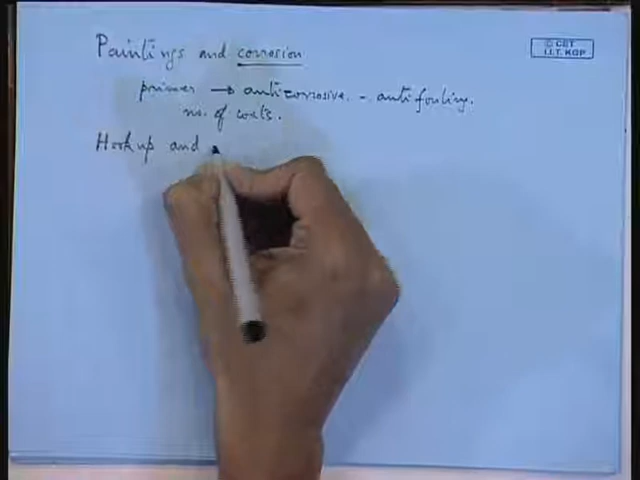 Paintings and corrosion
© CET
I.I.T. KGP
primer → anticorrosive - antifouling.
no. of coats.
Hook up and